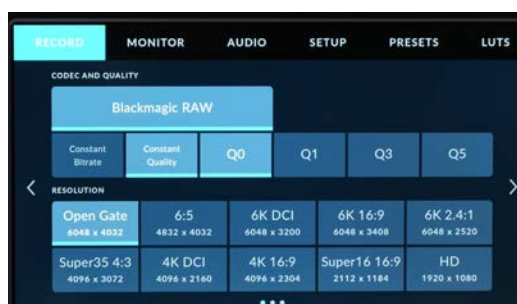 RECORD MONITOR AUDIO SETUP PRESETS LUTS
CODEC AND QUALITY
Blackmagic RAW
Constant Bitrate Constant Quality Q0 Q1 Q3 Q5
RESOLUTION
Open Gate 6:5 6K DCI 6K 16:9 6K 2.4:1
6048 x 4032 4832 x 4032 6048 x 3200 6048 x 3408 6048 x 2520
Super35 4:3 4K DCI 4K 16:9 Super16 16:9 HD
4096 x 3072 4096 x 2160 4096 x 2304 2112 x 1184 1920 x 1080